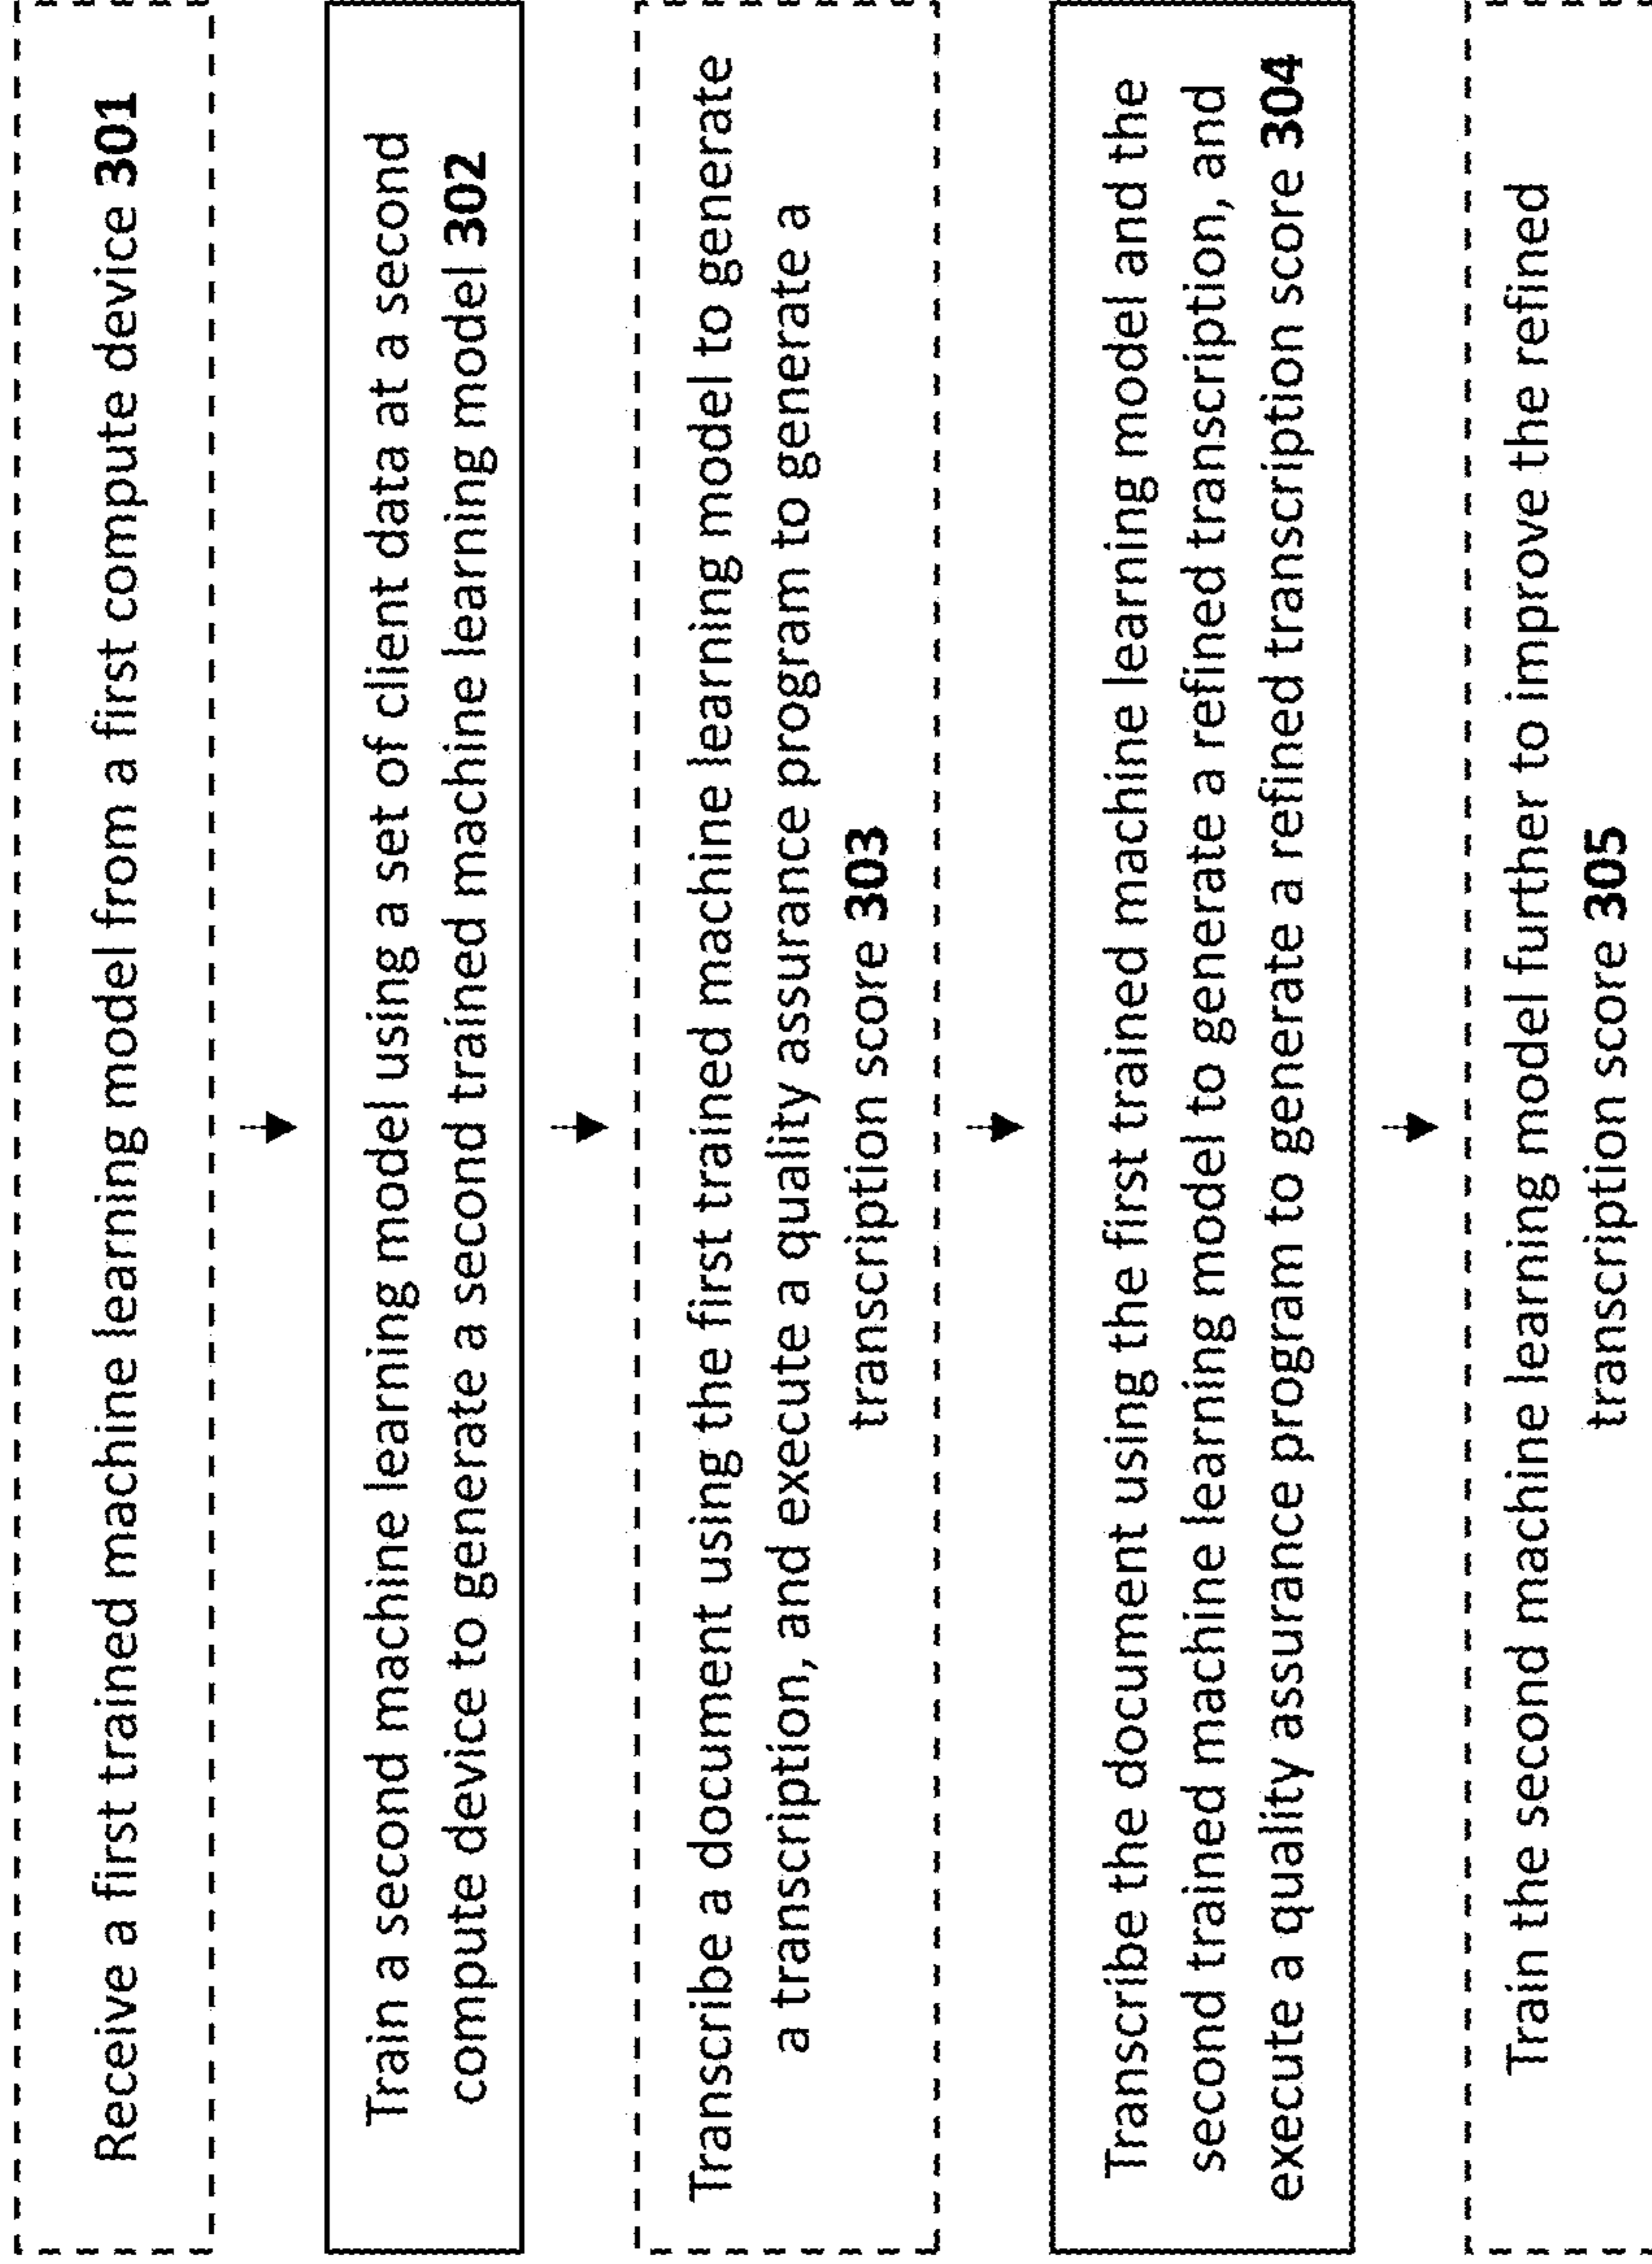 Receive a first trained machine learning model from a first compute device 301
Train a second machine learning model using a set of client data at a second
compute device to generate a second trained machine learning model 302
Transcribe a document using the first trained machine learning model to generate
a transcription, and execute a quality assurance program to generate a
transcription score 303
Transcribe the document using the first trained machine learning model and the
second trained machine learning model to generate a refined transcription, and
execute a quality assurance program to generate a refined transcription score 304
Train the second machine learning model further to improve the refined
transcription score 305